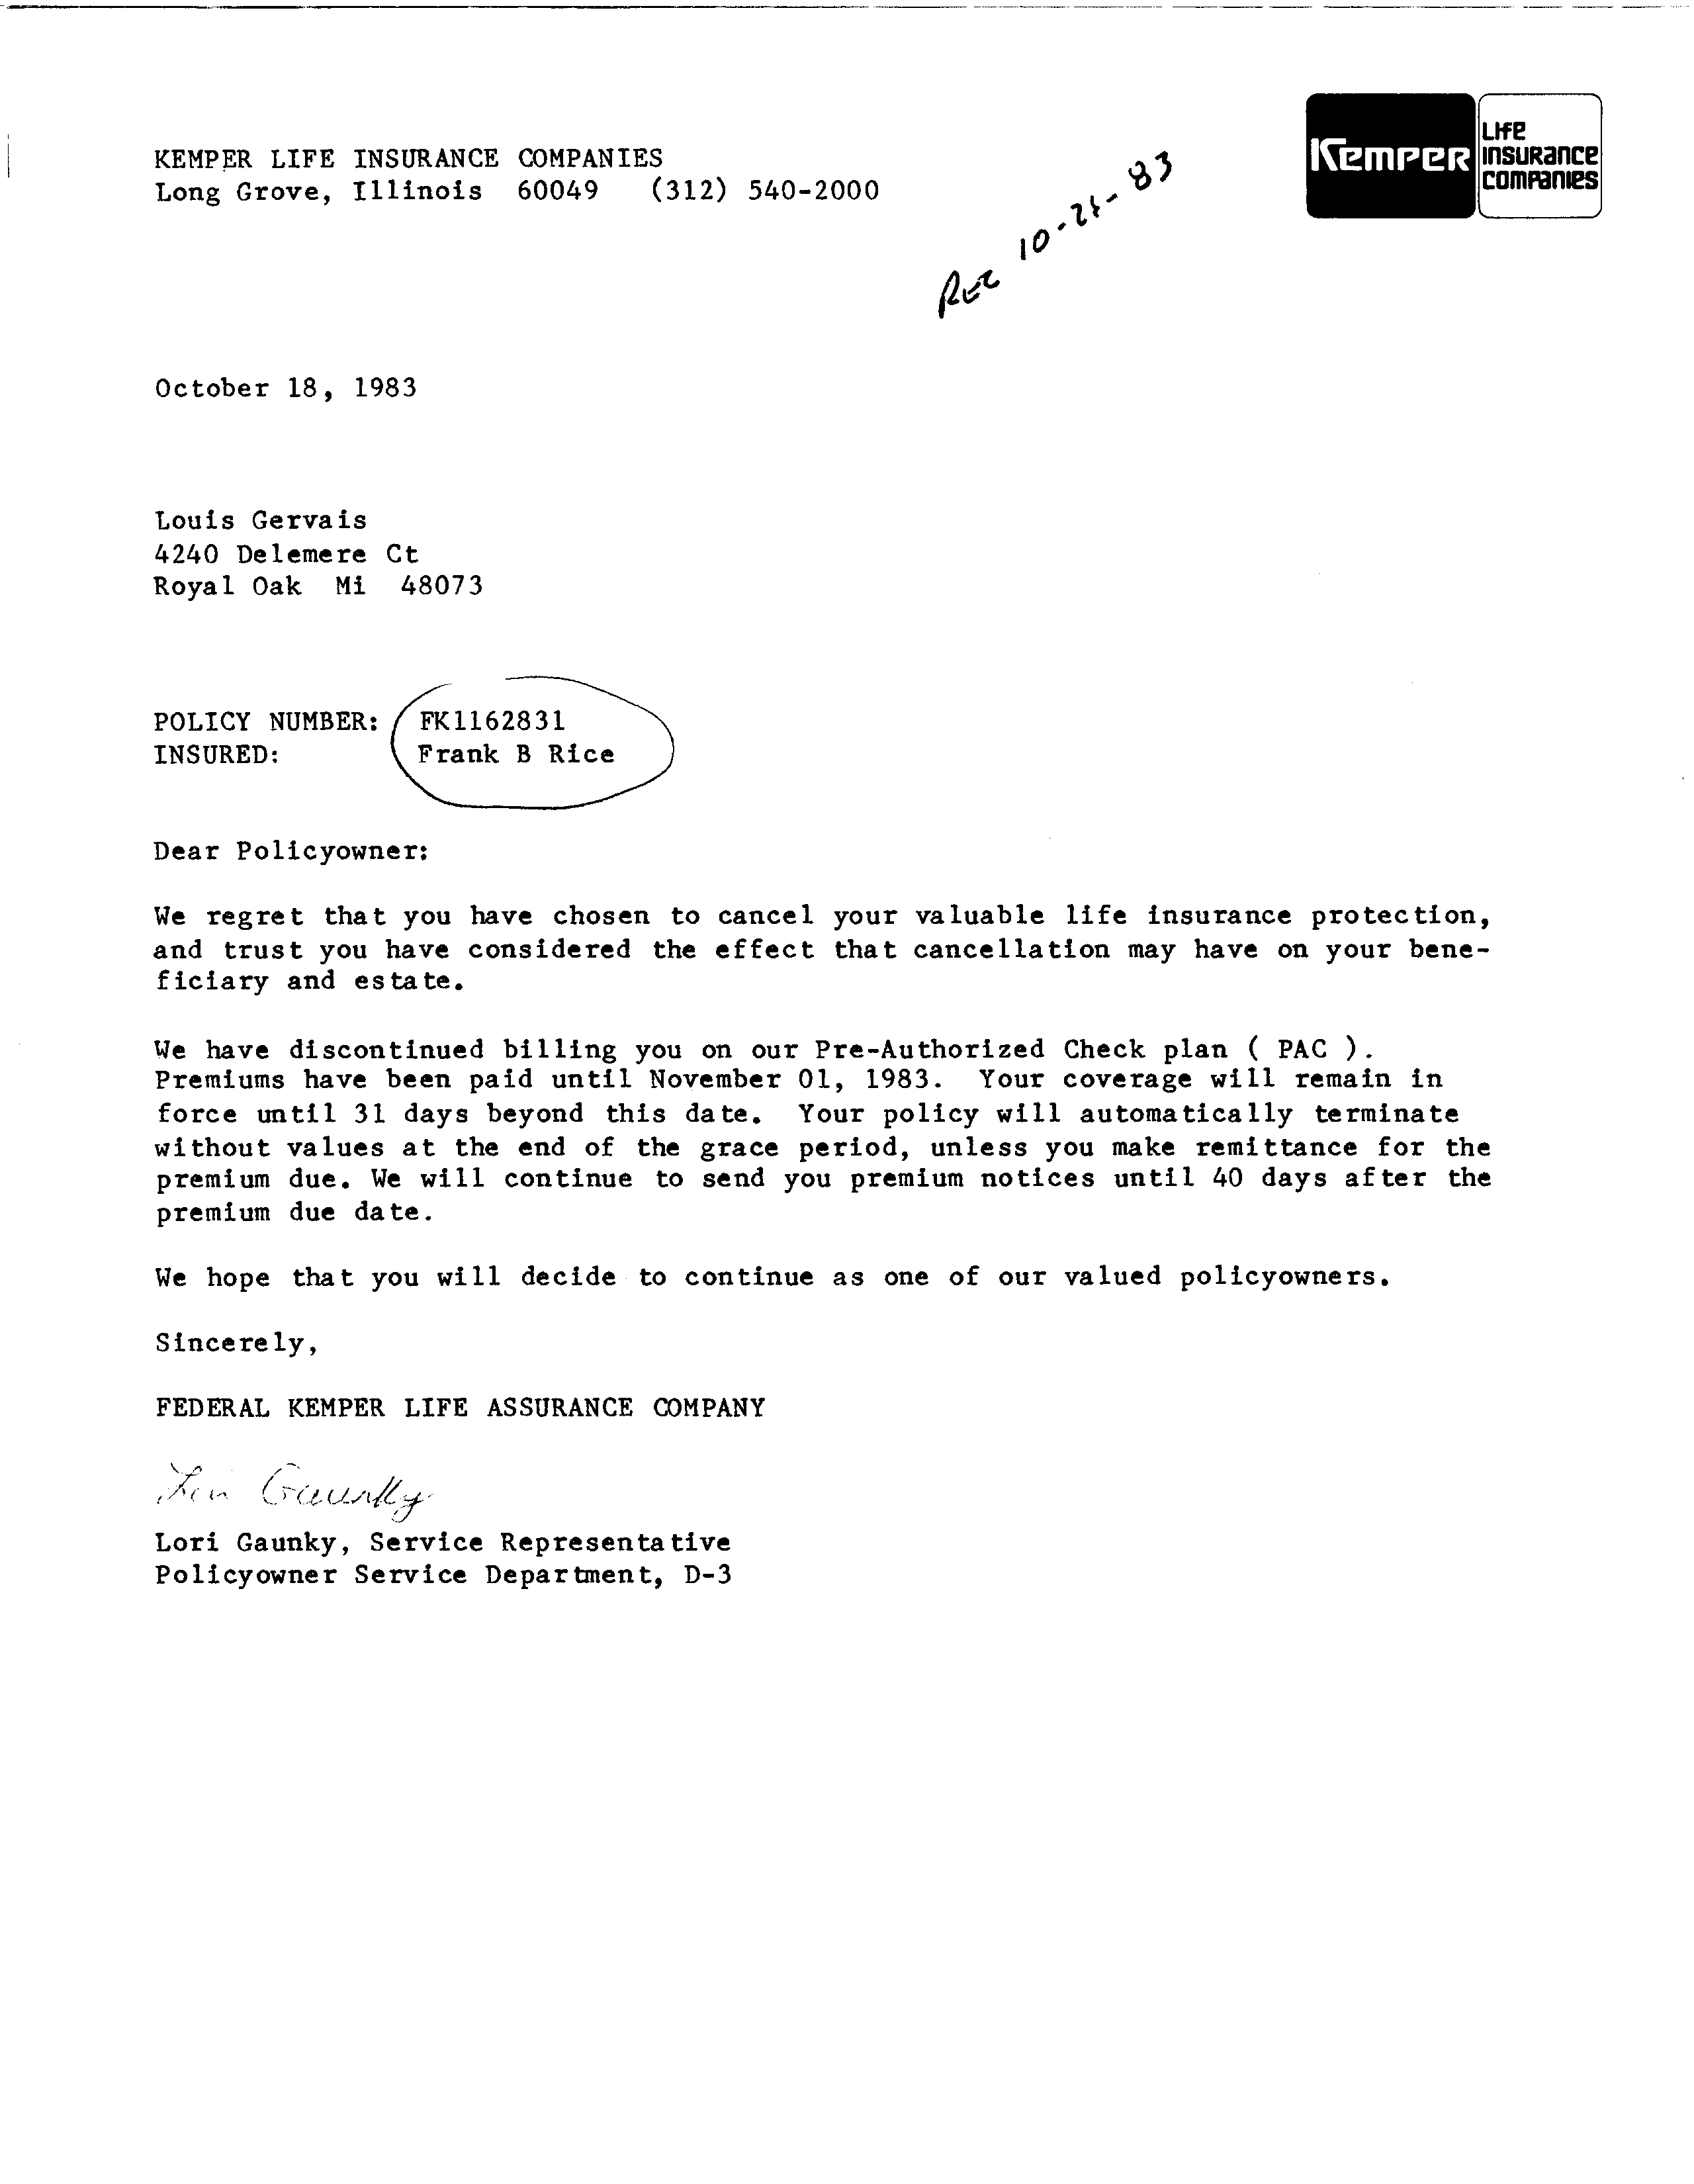 KEMPER LIFE INSURANCE COMPANIES
Long Grove, Illinois 60049 (312) 540-2000
Kemper
Life
Insurance
Companies
Rec 10-21-83
October 18, 1983
Louis Gervais
4240 Delemere Ct
Royal Oak Mi 48073
POLICY NUMBER: FK1162831
INSURED: Frank B Rice
Dear Policyowner:
We regret that you have chosen to cancel your valuable life insurance protection,
and trust you have considered the effect that cancellation may have on your bene-
ficiary and estate.
We have discontinued billing you on our Pre-Authorized Check plan ( PAC ).
Premiums have been paid until November 01, 1983. Your coverage will remain in
force until 31 days beyond this date. Your policy will automatically terminate
without values at the end of the grace period, unless you make remittance for the
premium due. We will continue to send you premium notices until 40 days after the
premium due date.
We hope that you will decide to continue as one of our valued policyowners.
Sincerely,
FEDERAL KEMPER LIFE ASSURANCE COMPANY
Lori Gaunky
Lori Gaunky, Service Representative
Policyowner Service Department, D-3